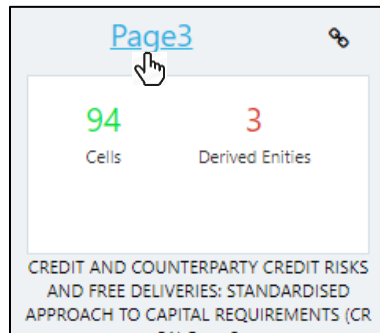 Page3
94 3
Cells Derived Enities
CREDIT AND COUNTERPARTY CREDIT RISKS
AND FREE DELIVERIES: STANDARDISED
APPROACH TO CAPITAL REQUIREMENTS (CR